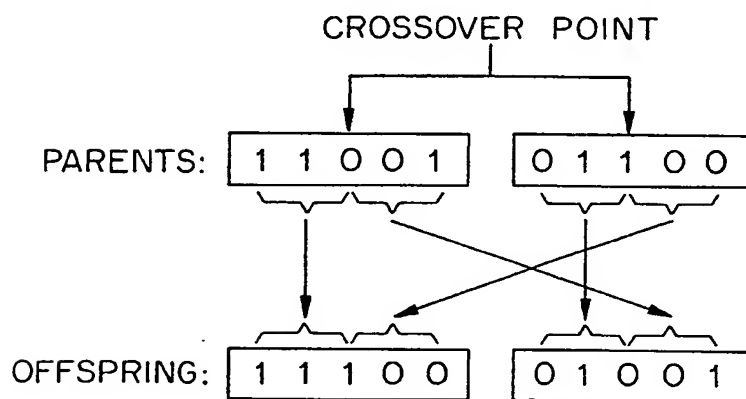 CROSSOVER POINT
PARENTS: 1 1 0 0 1 0 1 1 0 0
OFFSPRING: 1 1 1 0 0 0 1 0 0 1